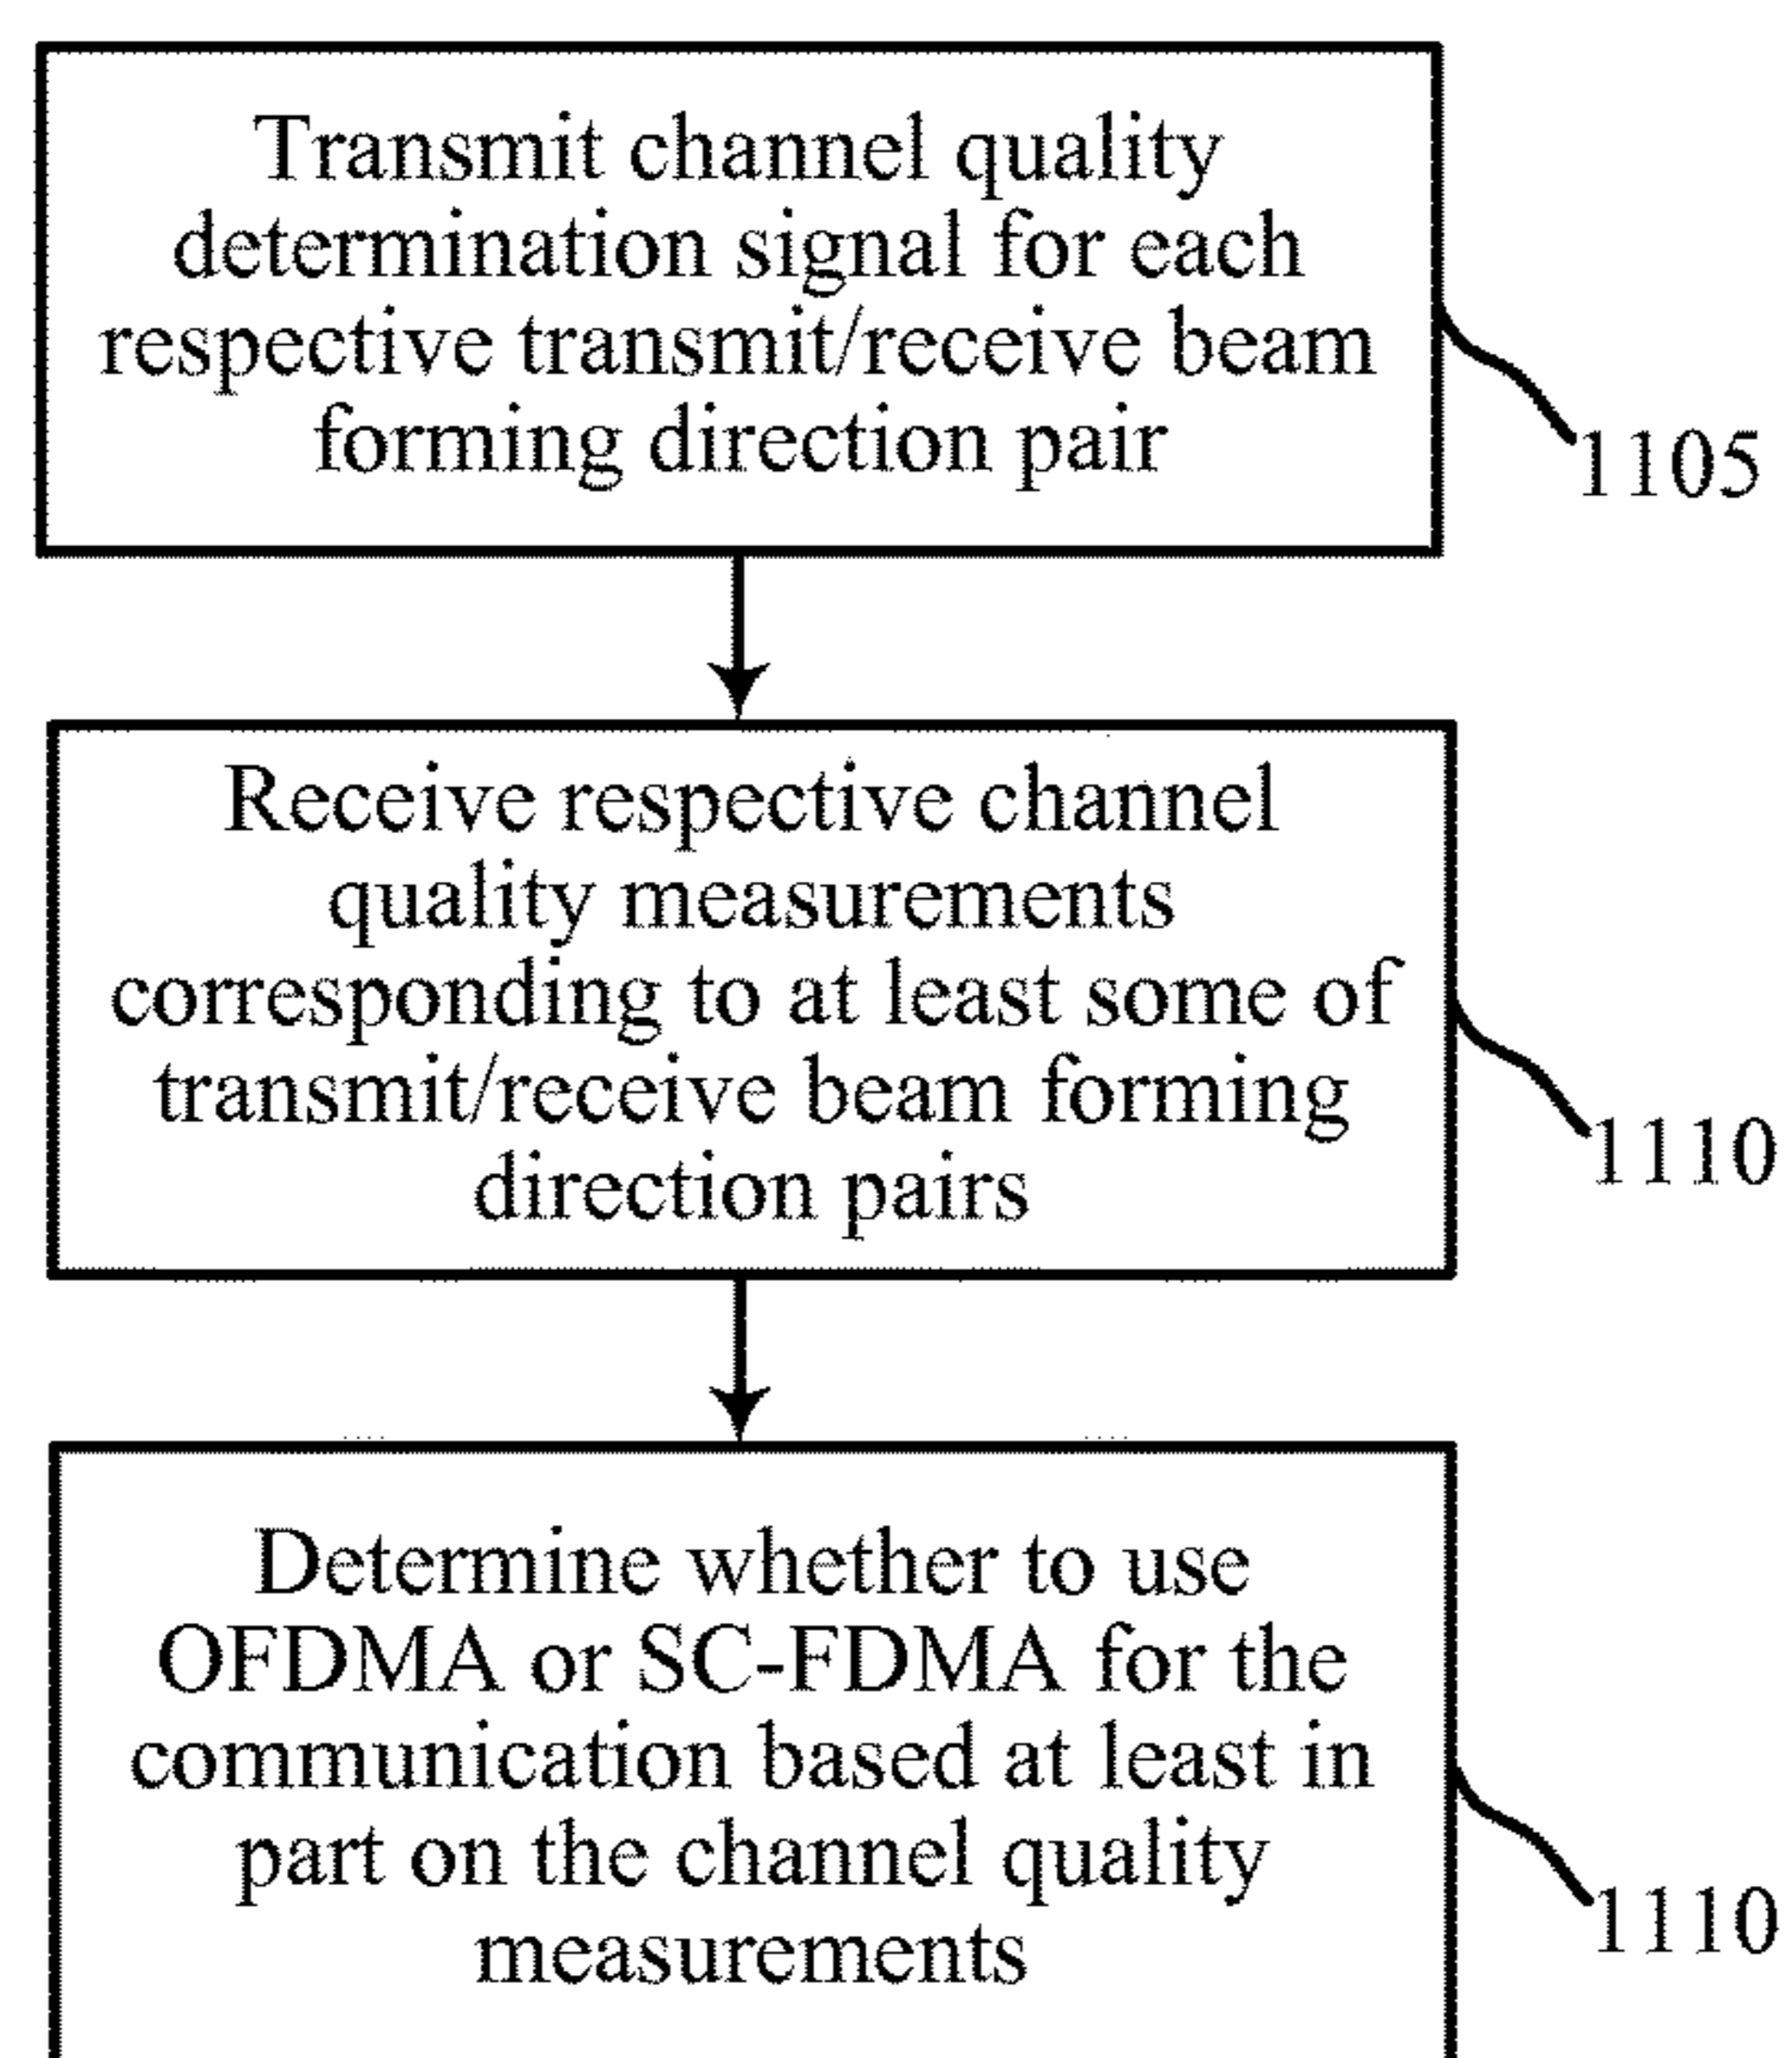 Transmit channel quality
determination signal for each
respective transmit/receive beam
forming direction pair
1105
Receive respective channel
quality measurements
corresponding to at least some of
transmit/receive beam forming
direction pairs
1110
Determine whether to use
OFDMA or SC-FDMA for the
communication based at least in
part on the channel quality
measurements
1110